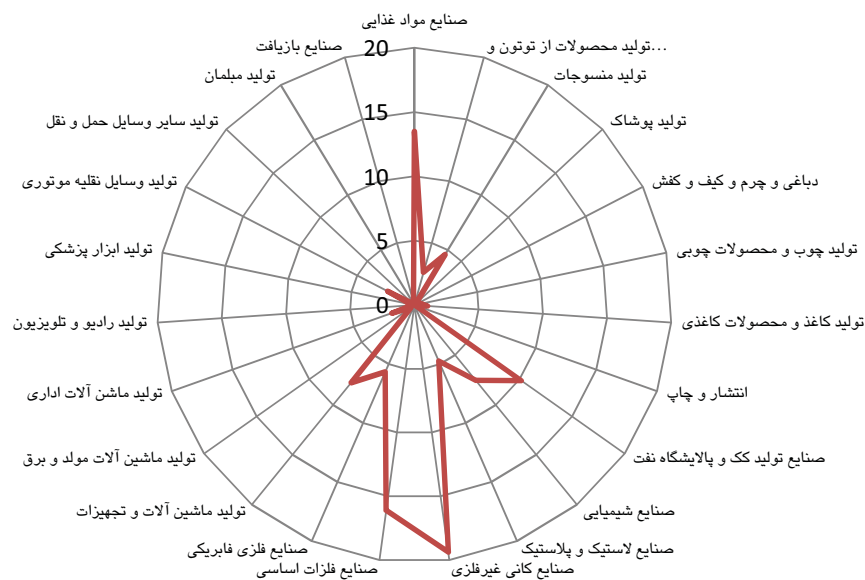 صنایع مواد غذایی
تولید محصولات از توتون و...
تولید منسوجات
تولید پوشاک
دباغی و چرم و کیف و کفش
تولید چوب و محصولات چوبی
تولید کاغذ و محصولات کاغذی
انتشار و چاپ
صنایع تولید کک و پالایشگاه نفت
صنایع شیمیایی
صنایع لاستیک و پلاستیک
صنایع کانی غیرفلزی
صنایع فلزات اساسی
صنایع فلزی فابریکی
تولید ماشین آلات و تجهیزات
تولید ماشین آلات مولد و برق
تولید ماشن آلات اداری
تولید رادیو و تلویزیون
تولید ابزار پزشکی
تولید وسایل نقلیه موتوری
تولید سایر وسایل حمل و نقل
تولید مبلمان
صنایع بازیافت
20
15
10
5
0